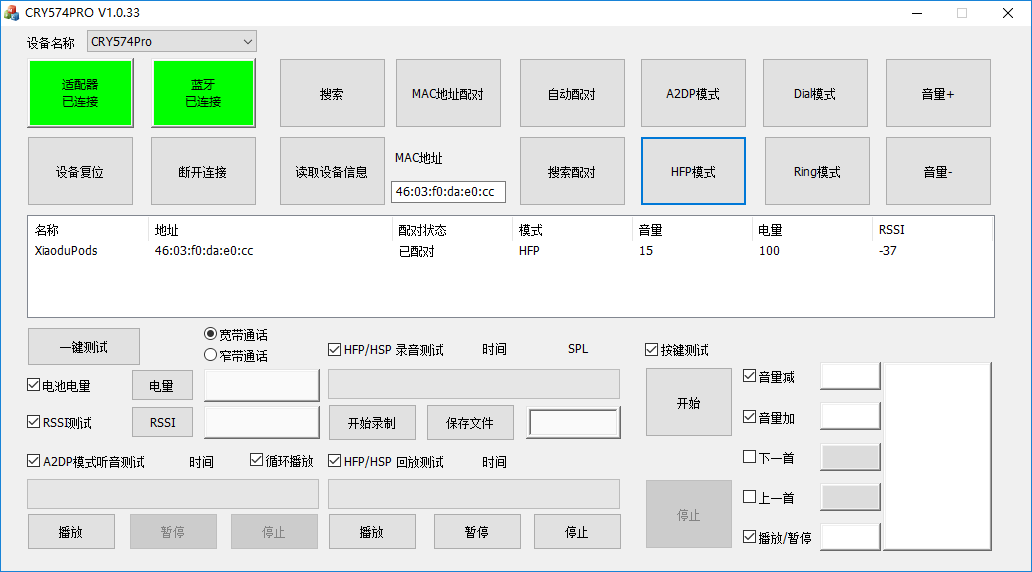 CRY574PRO V1.0.33
设备名称 CRY574Pro
适配器 已连接 蓝牙 已连接 搜索 MAC地址配对 自动配对 A2DP模式 Dial模式 音量+
设备复位 断开连接 读取设备信息 MAC地址 46:03:f0:da:e0:cc 搜索配对 HFP模式 Ring模式 音量-
名称 地址 配对状态 模式 音量 电量 RSSI
XiaoduPods 46:03:f0:da:e0:cc 已配对 HFP 15 100 -37
一键测试 宽带通话 窄带通话 HFP/HSP 录音测试 时间 SPL 按键测试
电池电量 电量 开始 音量减
RSSI测试 RSSI 开始录制 保存文件 音量加
A2DP模式听音测试 时间 循环播放 HFP/HSP 回放测试 时间 下一首
停止 上一首
播放 暂停 停止 播放 暂停 停止 播放/暂停